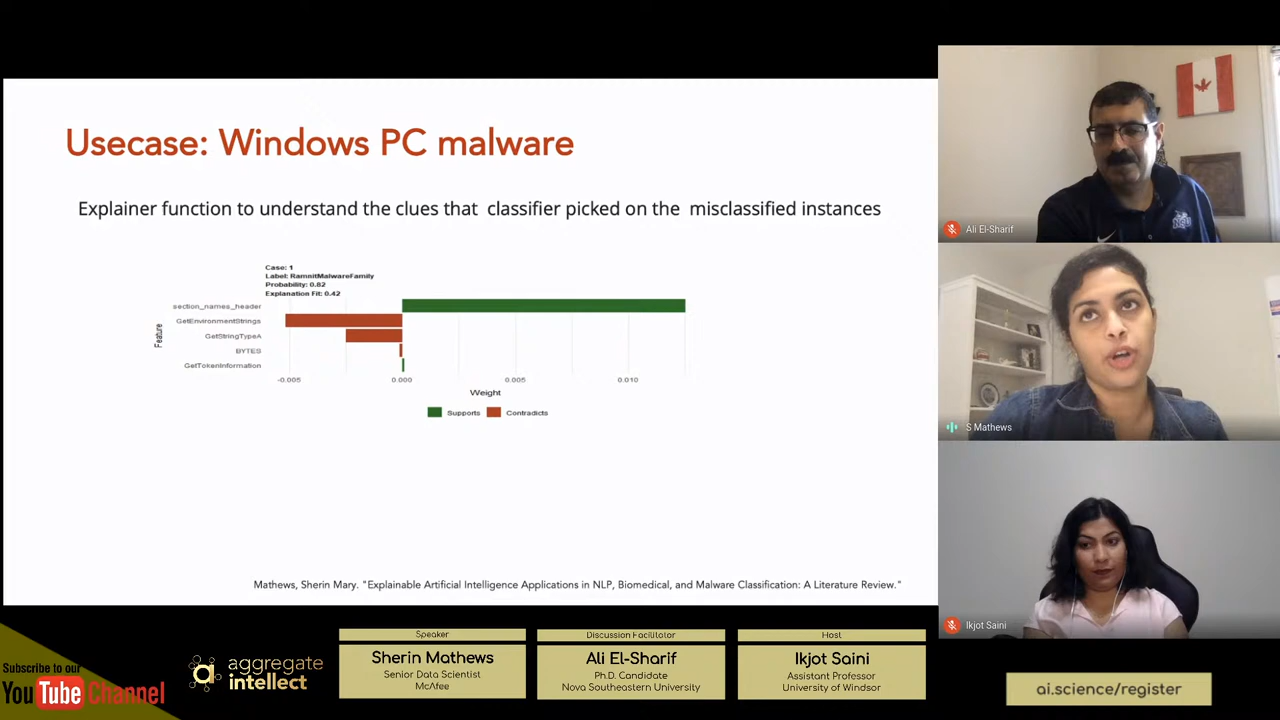 Usecase: Windows PC malware
Explainer function to understand the clues that classifier picked on the misclassified instances
Case: 1
Label: RamnitMalwareFamily
Probability: 0.82
Explanation Fit: 0.42
Feature
section_names_header
GetEnvironmentStrings
GetStringTypeA
BYTES
GetTokenInformation
-0.005 0.000 0.005 0.010
Weight
Supports Contradicts
Mathews, Sherin Mary. "Explainable Artificial Intelligence Applications in NLP, Biomedical, and Malware Classification: A Literature Review."
NSU
Ali El-Sharif
S Mathews
Ikjot Saini
Subscribe to our
YouTube Channel
aggregate
intellect
Speaker
Sherin Mathews
Senior Data Scientist
McAfee
Discussion Facilitator
Ali El-Sharif
Ph.D. Candidate
Nova Southeastern University
Host
Ikjot Saini
Assistant Professor
University of Windsor
ai.science/register